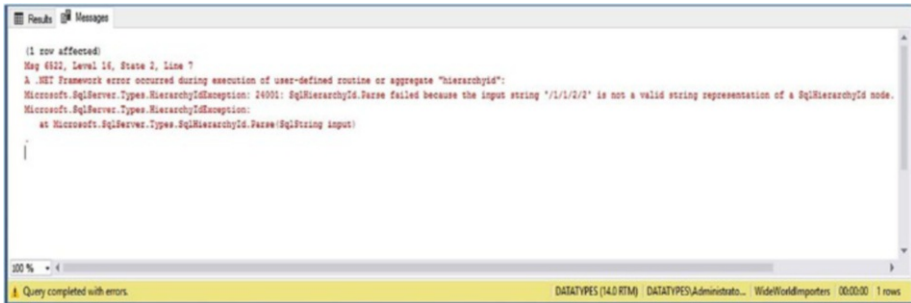 Results Messages
(1 row affected)
Msg 6522, Level 16, State 2, Line 7
A .NET Framework error occurred during execution of user-defined routine or aggregate "hierarchyid":
Microsoft.SqlServer.Types.HierarchyIdException: 24001: SqlHierarchyId.Parse failed because the input string '/1/1/2/2' is not a valid string representation of a SqlHierarchyId node.
Microsoft.SqlServer.Types.HierarchyIdException:
at Microsoft.SqlServer.Types.SqlHierarchyId.Parse(SqlString input)
.
100 %
Query completed with errors. DATATYPES (14.0 RTM) DATATYPES\Administrato... WideWorldImporters 00:00:00 1 rows